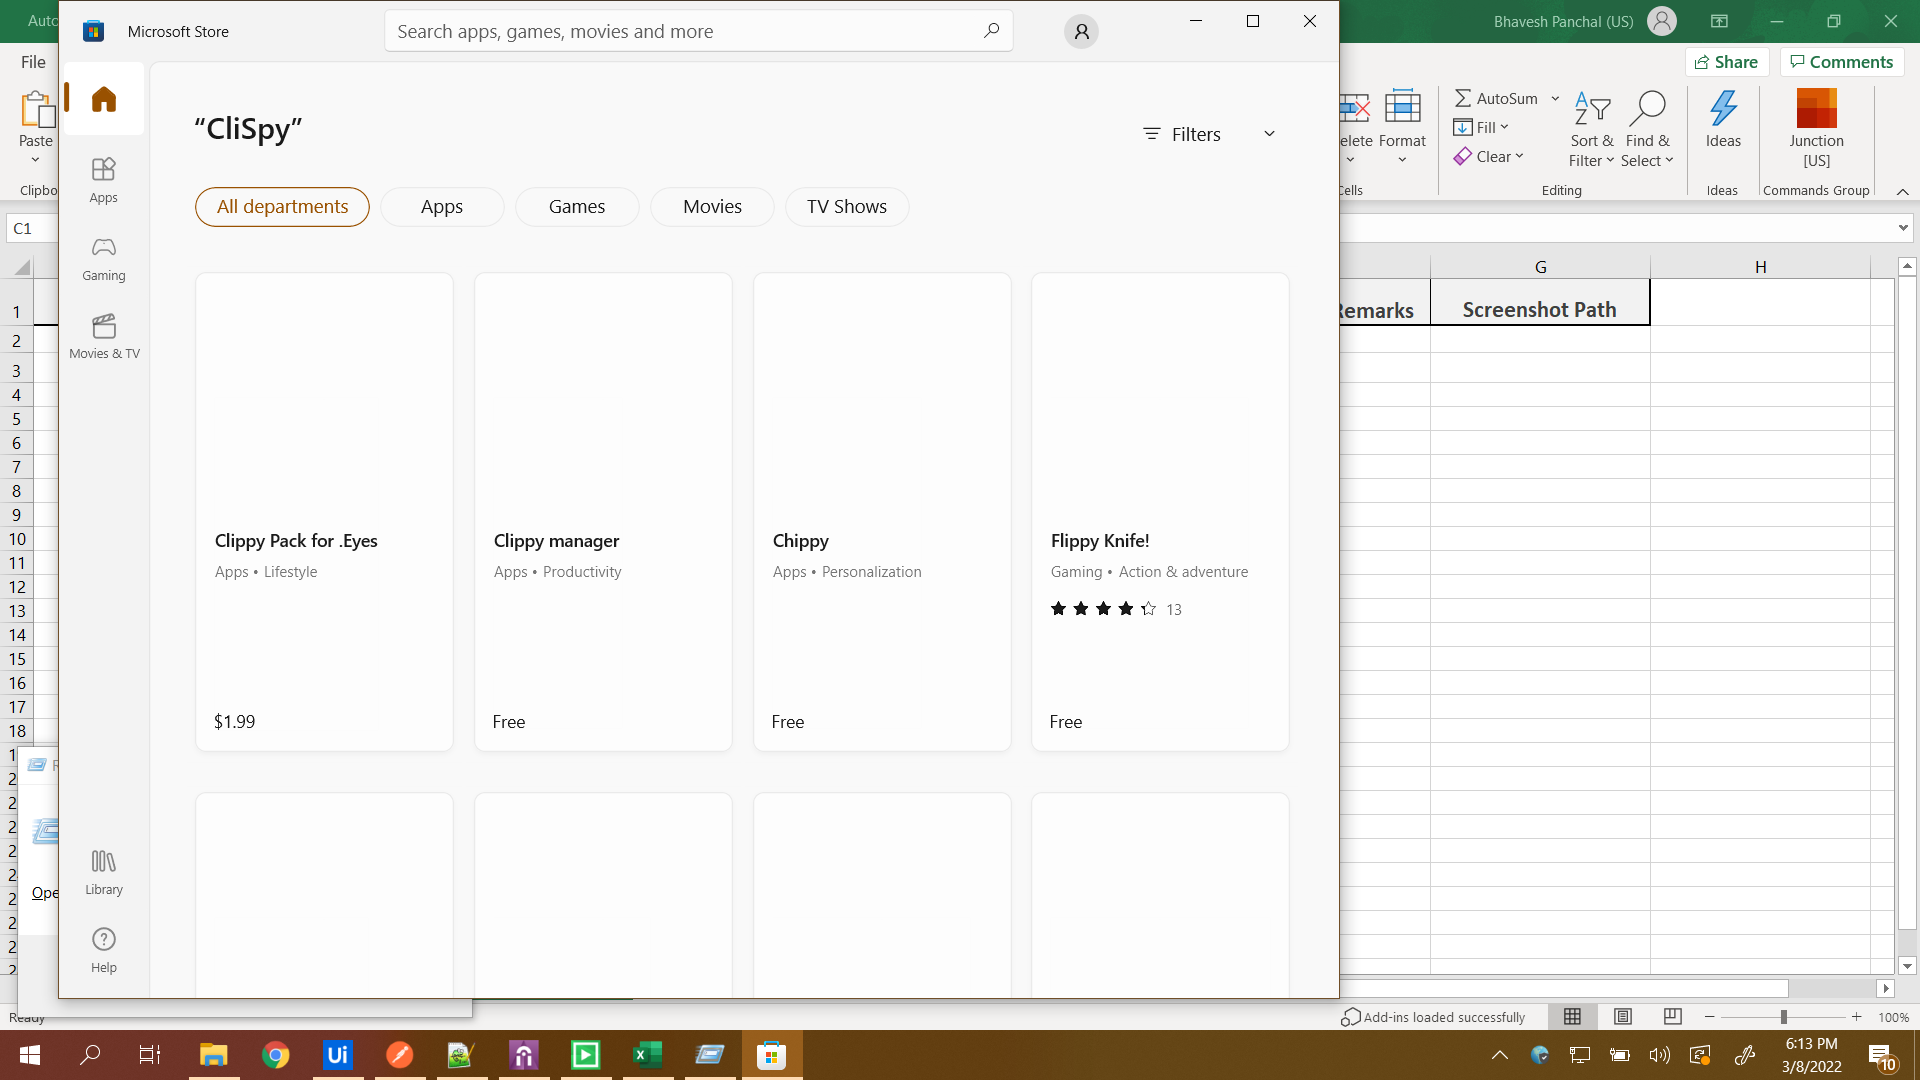 Auto
Microsoft Store
Search apps, games, movies and more
Bhavesh Panchal (US)
File
Share
Comments
Paste
Clipbo
Format
Cells
AutoSum
Fill
Clear
Sort &
Filter
Find &
Select
Editing
Ideas
Ideas
Junction
[US]
Commands Group
C1
G
H
Remarks
Screenshot Path
1
2
3
4
5
6
7
8
9
10
11
12
13
14
15
16
17
18
Apps
Gaming
Movies & TV
Library
Help
“CliSpy”
Filters
All departments
Apps
Games
Movies
TV Shows
Clippy Pack for .Eyes
Apps • Lifestyle
$1.99
Clippy manager
Apps • Productivity
Free
Chippy
Apps • Personalization
Free
Flippy Knife!
Gaming • Action & adventure
13
Free
Ope
Ready
Add-ins loaded successfully
100%
Ui
6:13 PM
3/8/2022
10